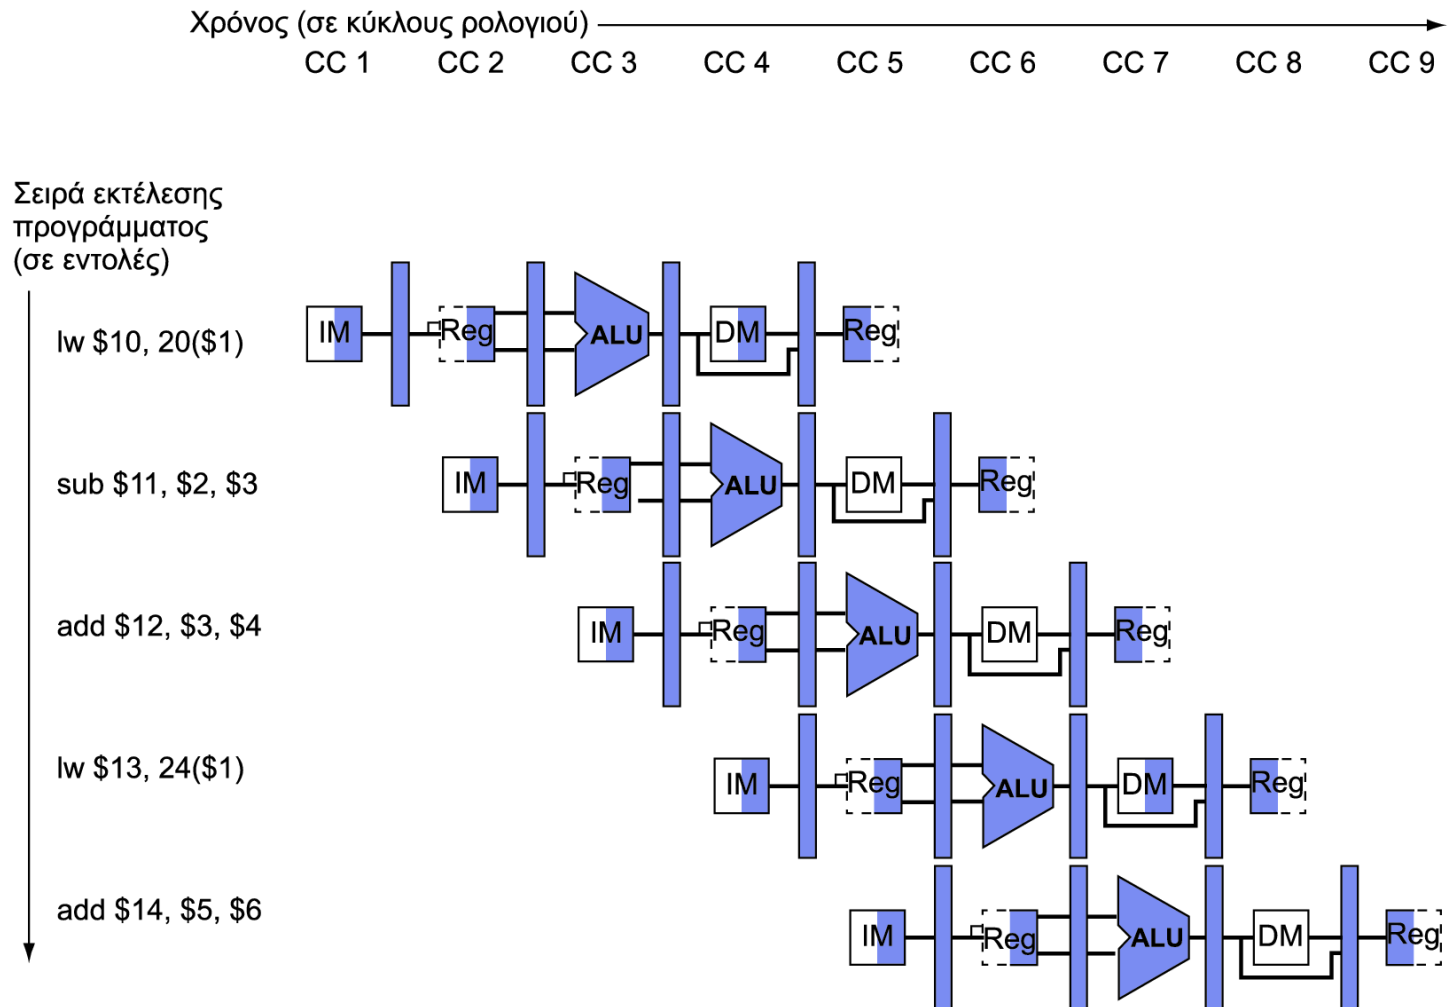 Χρόνος (σε κύκλους ρολογιού)
CC 1 CC 2 CC 3 CC 4 CC 5 CC 6 CC 7 CC 8 CC 9
Σειρά εκτέλεσης
προγράμματος
(σε εντολές)
lw $10, 20($1)
IM Reg ALU DM Reg
sub $11, $2, $3
IM Reg ALU DM Reg
add $12, $3, $4
IM Reg ALU DM Reg
lw $13, 24($1)
IM Reg ALU DM Reg
add $14, $5, $6
IM Reg ALU DM Reg